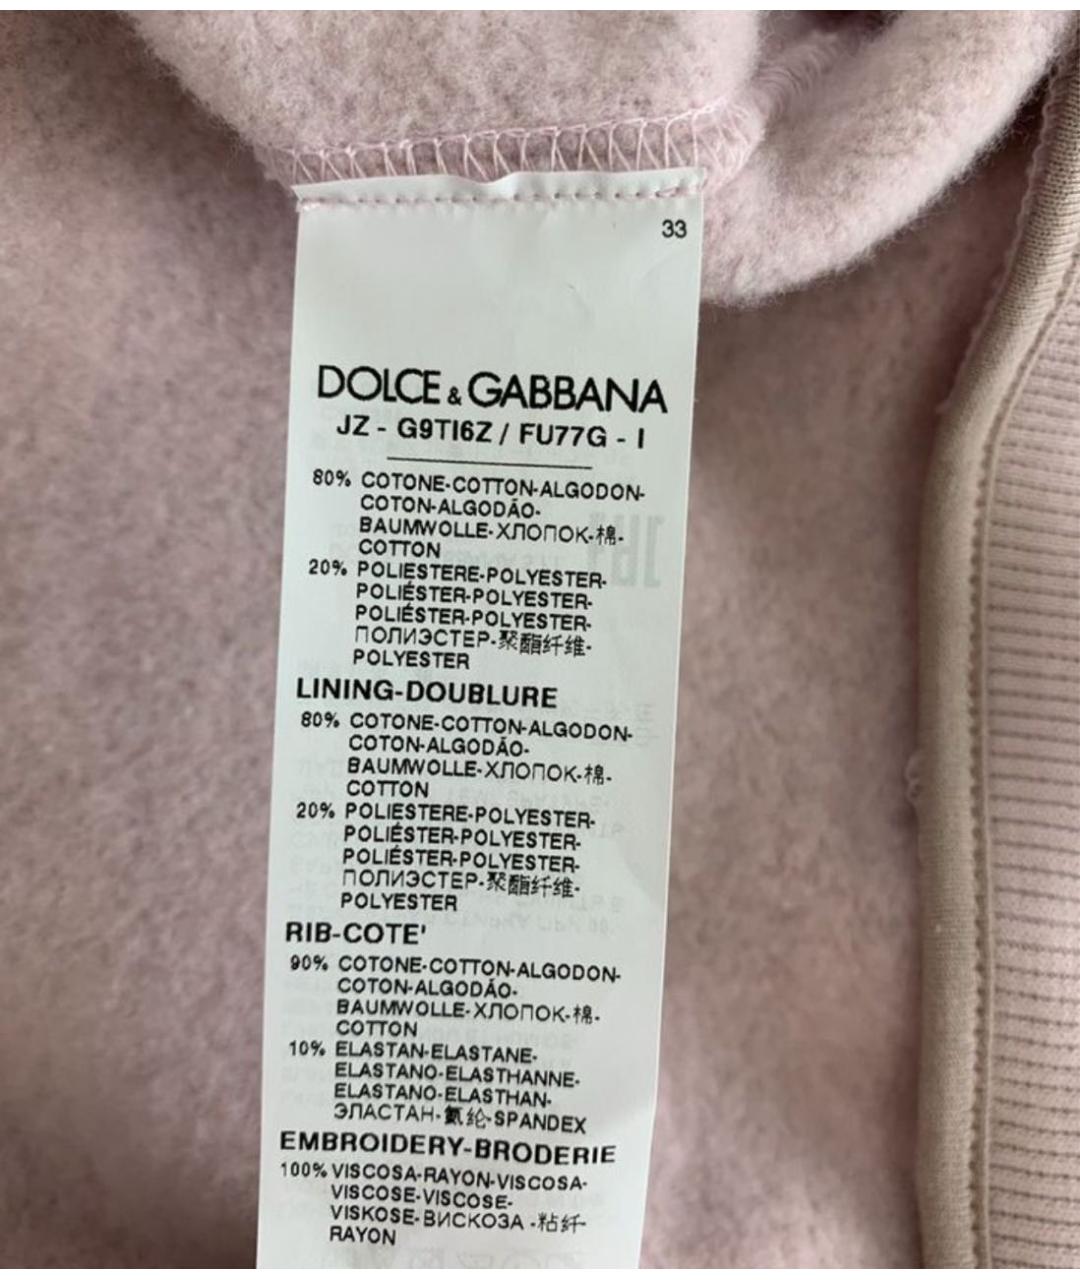 33
DOLCE & GABBANA
JZ - G9TI6Z / FU77G - I
80% COTONE-COTTON-ALGODON-
COTON-ALGODÃO-
BAUMWOLLE-ХЛОПОК-棉-
COTTON
20% POLIESTERE-POLYESTER-
POLIÉSTER-POLYESTER-
POLIÉSTER-POLYESTER-
ПОЛИЭСТЕР-聚酯纤维-
POLYESTER
LINING-DOUBLURE
80% COTONE-COTTON-ALGODON-
COTON-ALGODÃO-
BAUMWOLLE-ХЛОПОК-棉-
COTTON
20% POLIESTERE-POLYESTER-
POLIÉSTER-POLYESTER-
POLIÉSTER-POLYESTER-
ПОЛИЭСТЕР-聚酯纤维-
POLYESTER
RIB-COTE'
90% COTONE-COTTON-ALGODON-
COTON-ALGODÃO-
BAUMWOLLE-ХЛОПОК-棉-
COTTON
10% ELASTAN-ELASTANE-
ELASTANO-ELASTHANNE-
ELASTANO-ELASTHAN-
ЭЛАСТАН-氨纶-SPANDEX
EMBROIDERY-BRODERIE
100% VISCOSA-RAYON-VISCOSA-
VISCOSE-VISCOSE-
VISKOSE-ВИСКОЗА -粘纤-
RAYON